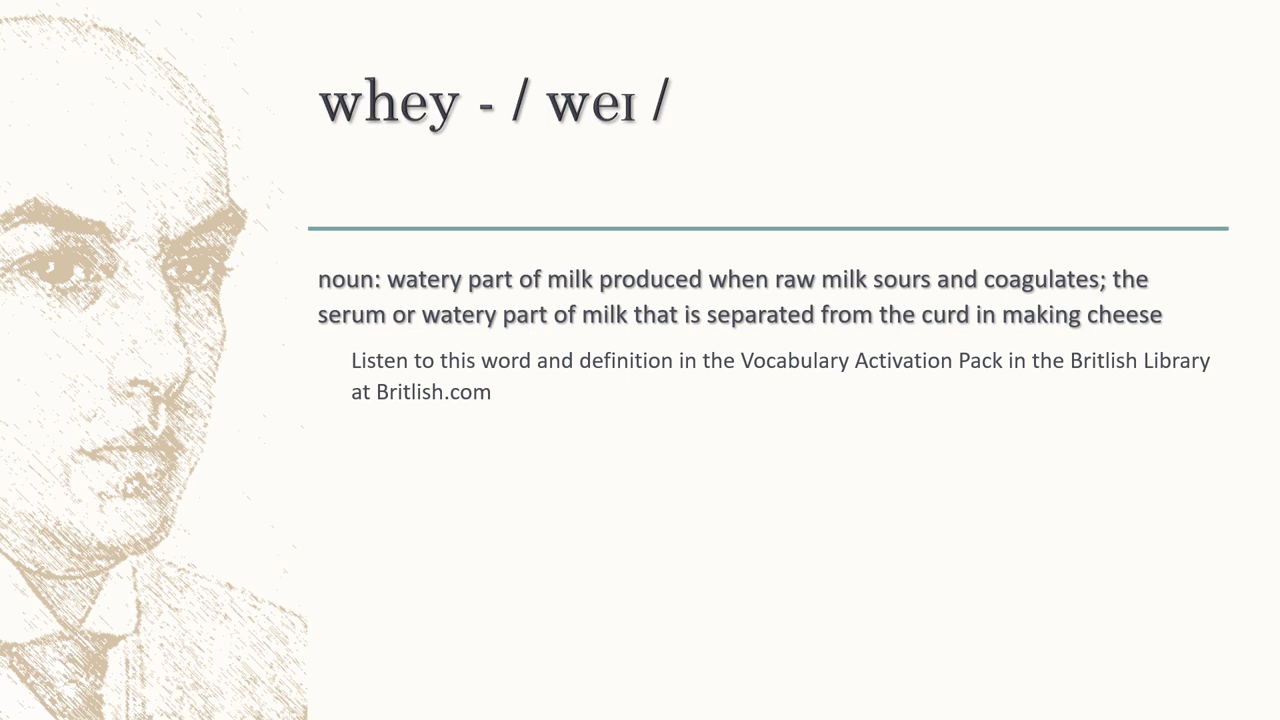 whey - / weɪ /
noun: watery part of milk produced when raw milk sours and coagulates; the
serum or watery part of milk that is separated from the curd in making cheese
Listen to this word and definition in the Vocabulary Activation Pack in the Britlish Library
at Britlish.com